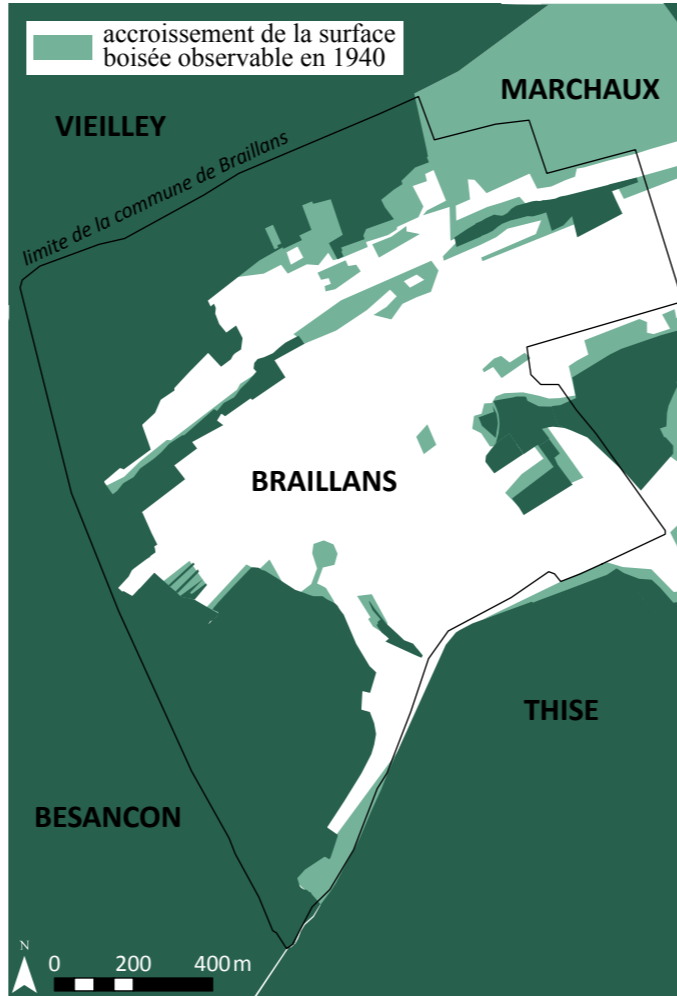 accroissement de la surface
boisée observable en 1940
MARCHAUX
VIEILLEY
limite de la commune de Braillans
BRAILLANS
THISE
BESANCON
N
0 200 400 m